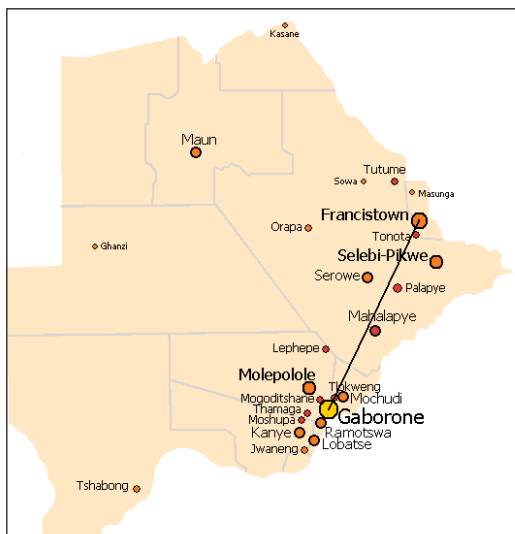 Kasane
Maun
Tutume
Sowa
Masunga
Francistown
Orapa
Tonota
Ghanzi
Selebi-Pikwe
Serowe
Palapye
Mahalapye
Lephepe
Molepolole
Tlokweng
Mogoditshane
Mochudi
Thamaga
Gaborone
Moshupa
Ramotswa
Kanye
Lobatse
Jwaneng
Tshabong